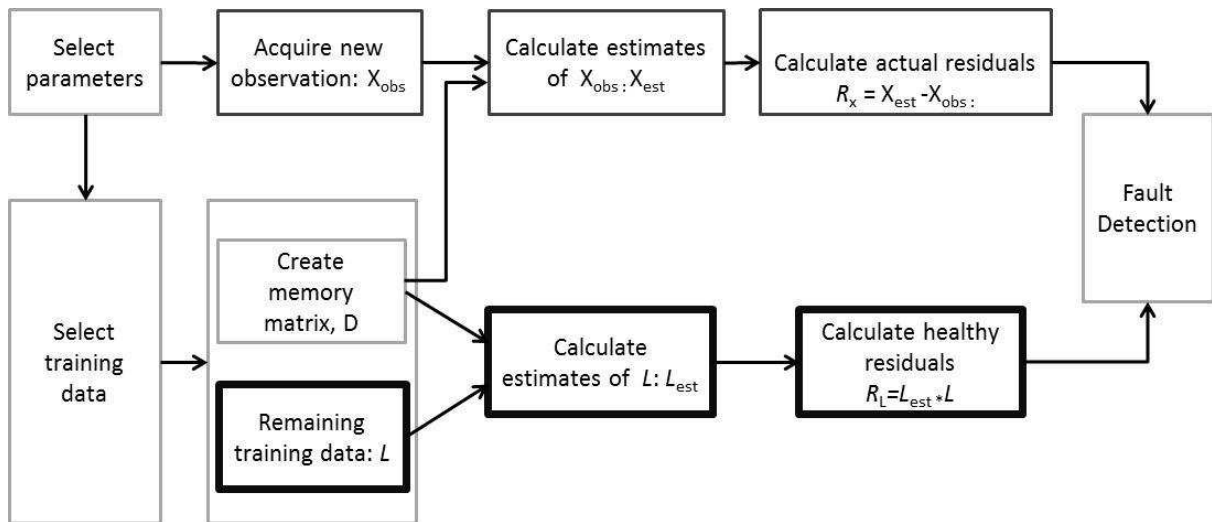 Select
parameters
Acquire new
observation: Xobs
Calculate estimates
of Xobs : Xest
Calculate actual residuals
Rx = Xest -Xobs :
Fault
Detection
Select
training
data
Create
memory
matrix, D
Remaining
training data: L
Calculate
estimates of L: Lest
Calculate healthy
residuals
RL=Lest *L